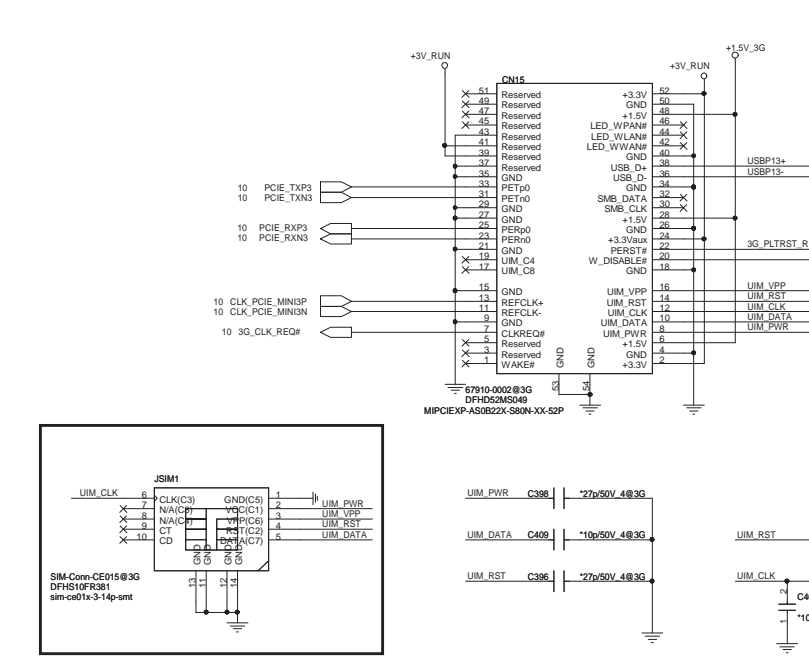 +3V_RUN
+3V_RUN
+1.5V_3G
CN15
51 Reserved +3.3V 52
49 Reserved GND 50
47 Reserved +1.5V 48
45 Reserved LED_WPAN# 46
43 Reserved LED_WLAN# 44
41 Reserved LED_WWAN# 42
39 Reserved GND 40
37 Reserved USB_D+ 38 USBP13+
35 GND USB_D- 36 USBP13-
10 PCIE_TXP3 33 PETp0 GND 34
10 PCIE_TXN3 31 PETn0 SMB_DATA 32
29 GND SMB_CLK 30
27 GND +1.5V 28
10 PCIE_RXP3 25 PERp0 GND 26
10 PCIE_RXN3 23 PERn0 +3.3Vaux 24
21 GND PERST# 22 3G_PLTRST_R
19 UIM_C4 W_DISABLE# 20
17 UIM_C8 GND 18
15 GND UIM_VPP 16 UIM_VPP
10 CLK_PCIE_MINI3P 13 REFCLK+ UIM_RST 14 UIM_RST
10 CLK_PCIE_MINI3N 11 REFCLK- UIM_CLK 12 UIM_CLK
9 GND UIM_DATA 10 UIM_DATA
10 3G_CLK_REQ# 7 CLKREQ# UIM_PWR 8 UIM_PWR
5 Reserved +1.5V 6
3 Reserved GND 4
1 WAKE# +3.3V 2
GND GND
53 54
67910-0002@3G
DFHD52MS049
MIPCIEXP-AS0B22X-S80N-XX-52P
JSIM1
UIM_CLK 6 CLK(C3) GND(C5) 1
7 N/A(C8) VCC(C1) 2 UIM_PWR
8 N/A(C4) VPP(C6) 3 UIM_VPP
9 CT RST(C2) 4 UIM_RST
10 CD DATA(C7) 5 UIM_DATA
GND GND GND GND
13 11 12 14
SIM-Conn-CE015@3G
DFHS10FR381
sim-ce01x-3-14p-smt
UIM_PWR C398 *27p/50V_4@3G
UIM_DATA C409 *10p/50V_4@3G
UIM_RST C396 *27p/50V_4@3G
UIM_RST
UIM_CLK
2
C4
1
*10